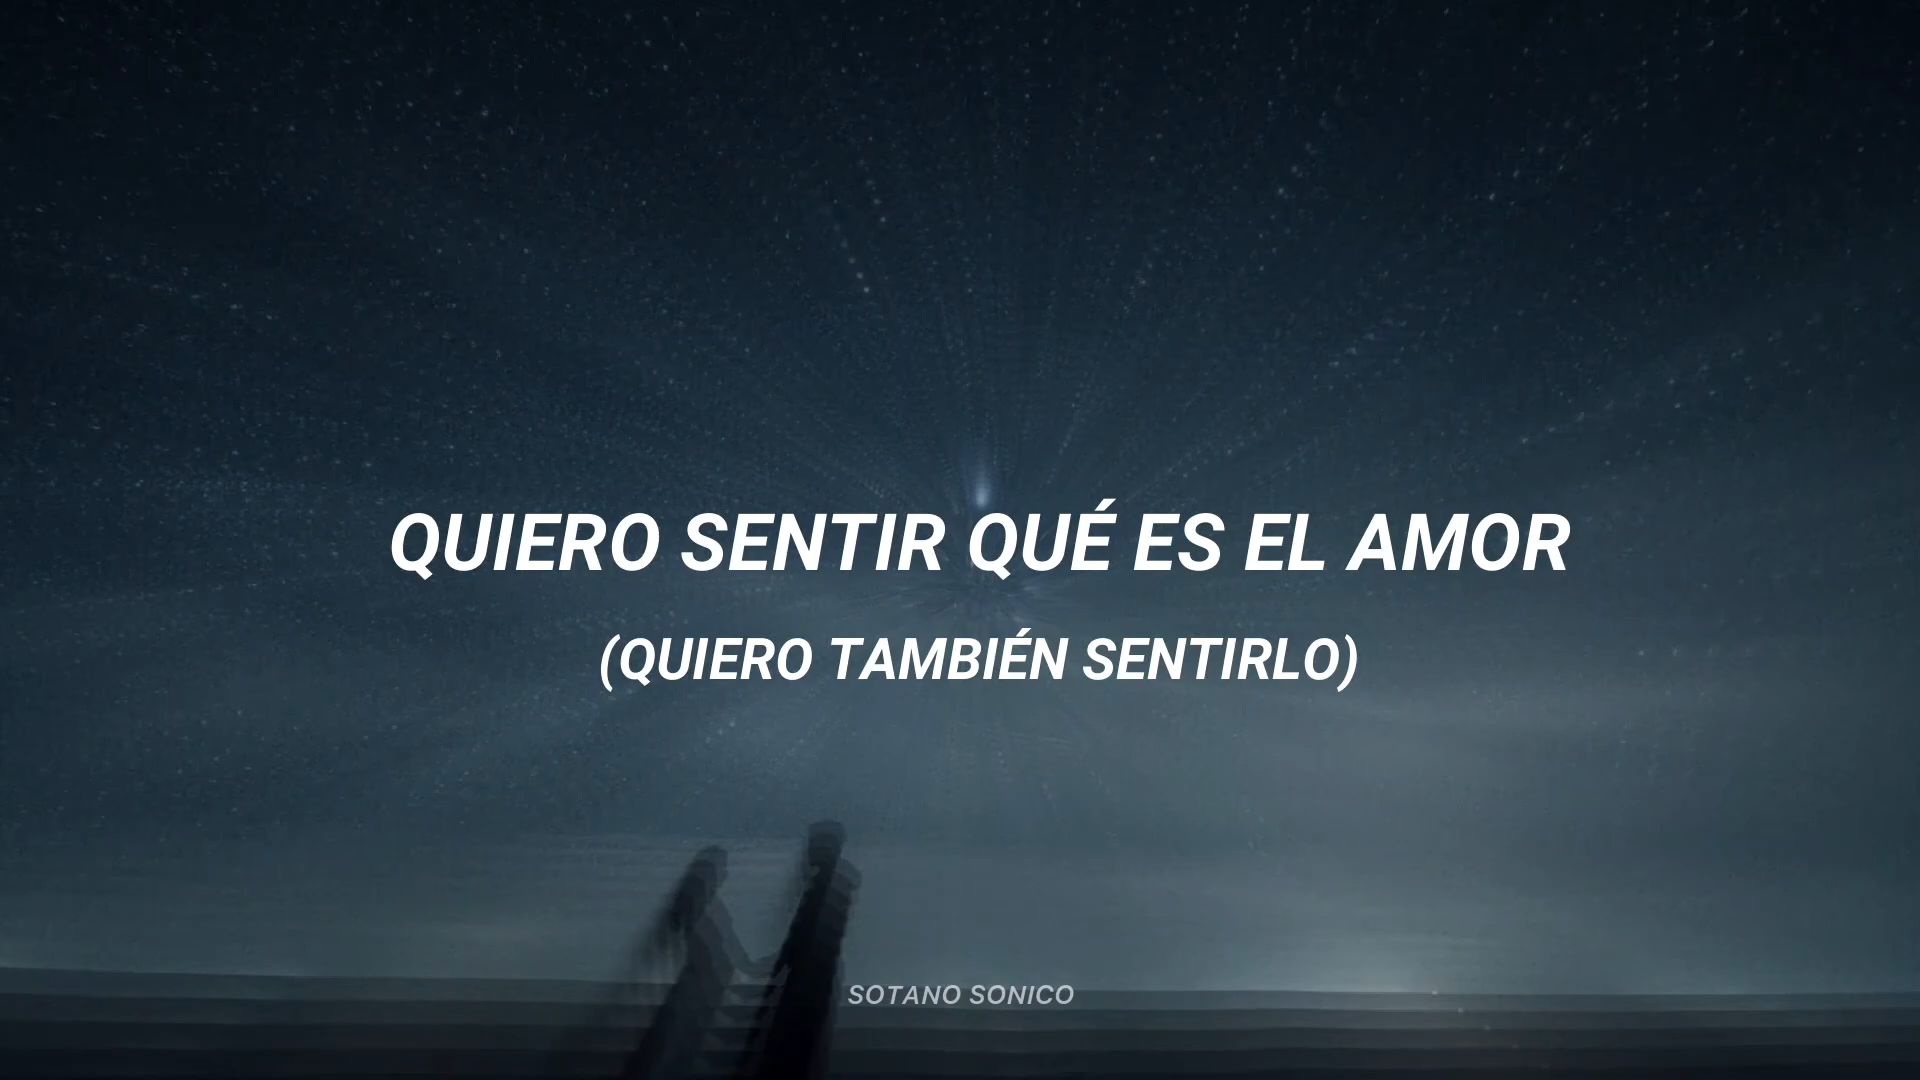 QUIERO SENTIR QUÉ ES EL AMOR
(QUIERO TAMBIÉN SENTIRLO)
SOTANO SONICO